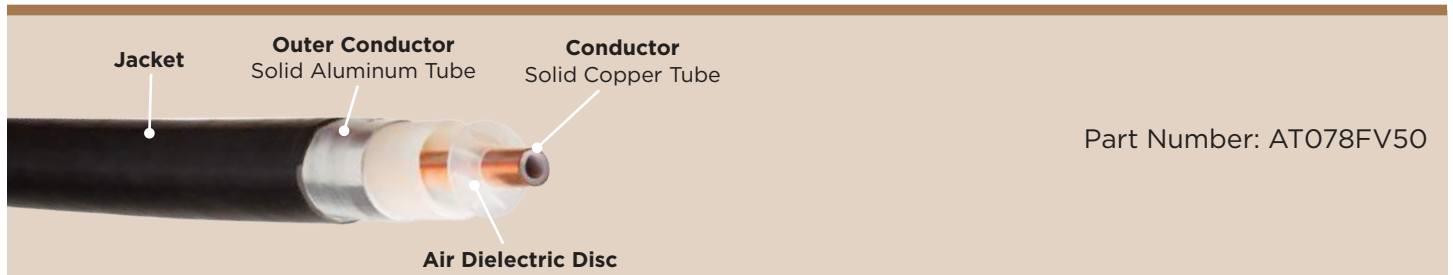 Jacket
Outer Conductor
Solid Aluminum Tube
Conductor
Solid Copper Tube
Part Number: AT078FV50
Air Dielectric Disc